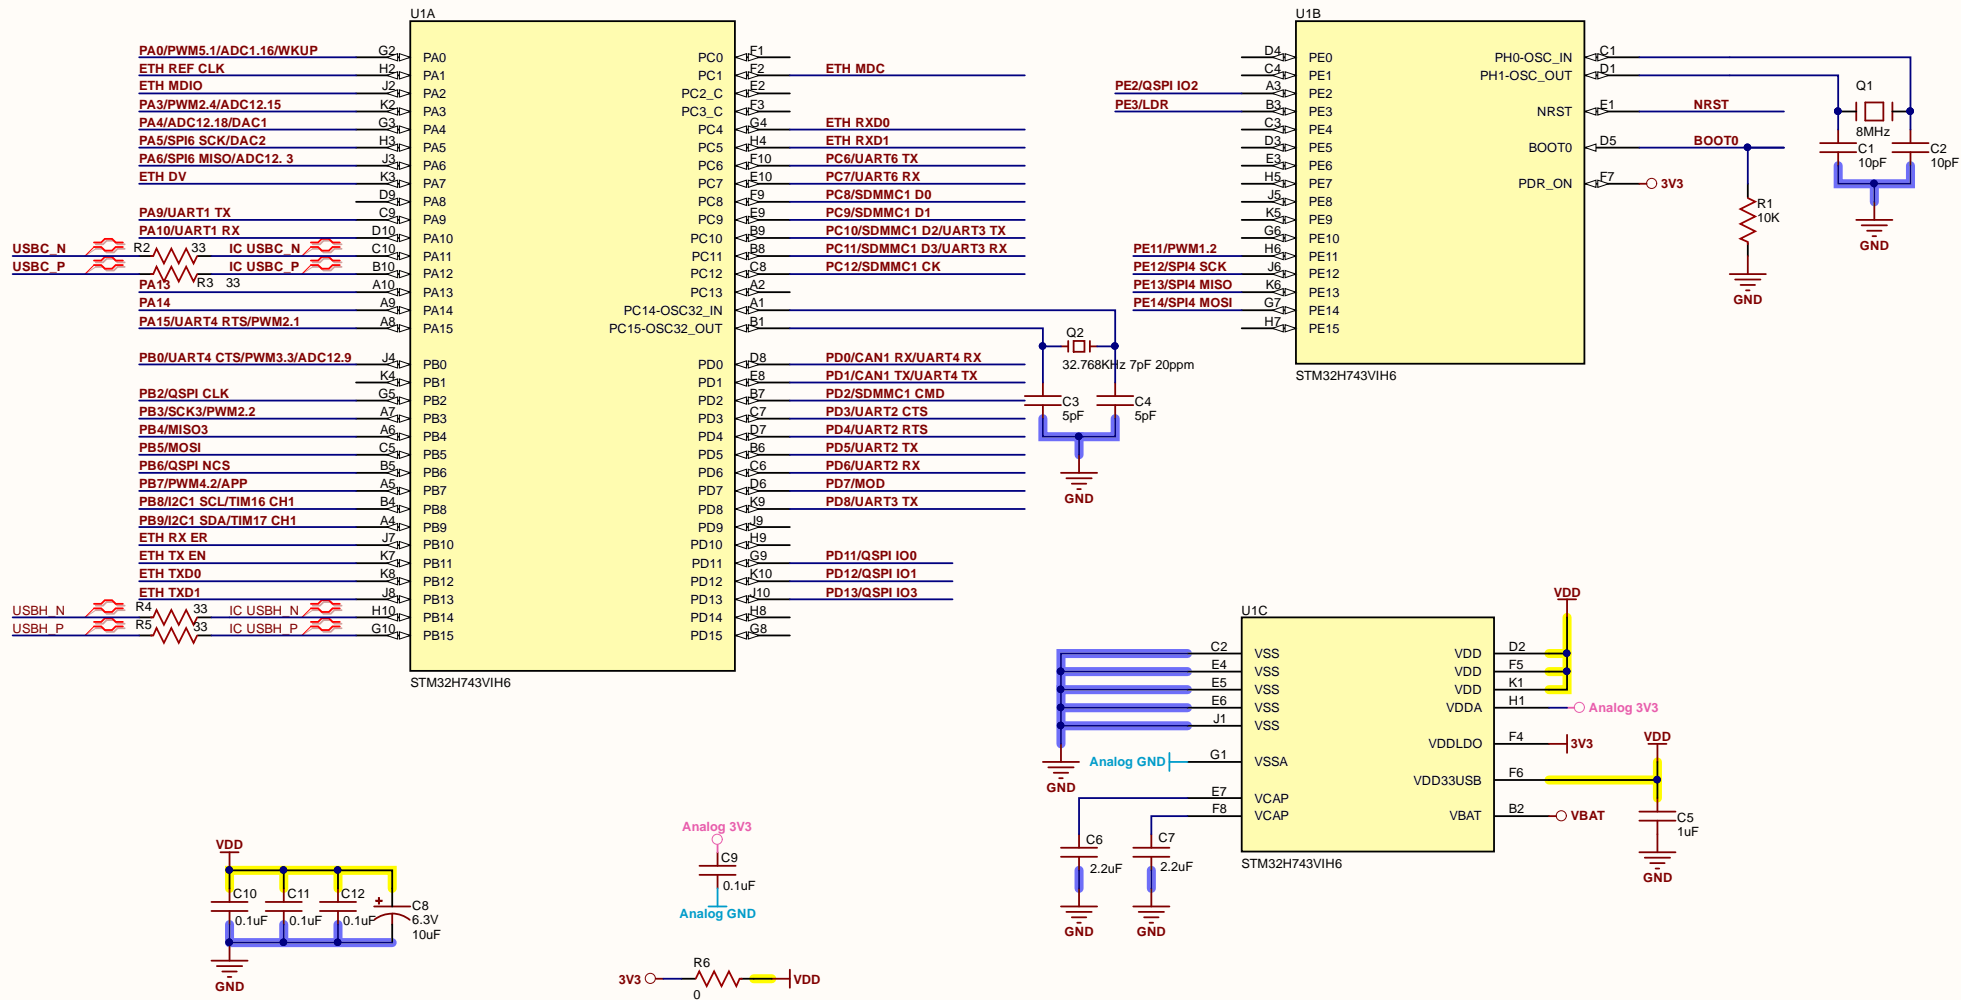 U1A
PA0/PWM5.1/ADC1.16/WKUP G2 PA0 PC0 F1
ETH REF CLK H2 PA1 PC1 F2 ETH MDC
ETH MDIO J2 PA2 PC2_C E2
PA3/PWM2.4/ADC12.15 K2 PA3 PC3_C F3
PA4/ADC12.18/DAC1 G3 PA4 PC4 G4 ETH RXD0
PA5/SPI6 SCK/DAC2 H3 PA5 PC5 H4 ETH RXD1
PA6/SPI6 MISO/ADC12. 3 J3 PA6 PC6 F10 PC6/UART6 TX
ETH DV K3 PA7 PC7 E10 PC7/UART6 RX
D9 PA8 PC8 F9 PC8/SDMMC1 D0
PA9/UART1 TX C9 PA9 PC9 E9 PC9/SDMMC1 D1
PA10/UART1 RX D10 PA10 PC10 B9 PC10/SDMMC1 D2/UART3 TX
USBC_N R2 33 IC USBC_N C10 PA11 PC11 B8 PC11/SDMMC1 D3/UART3 RX
USBC_P R3 33 IC USBC_P B10 PA12 PC12 C8 PC12/SDMMC1 CK
PA13 A10 PA13 PC13 A2
PA14 A9 PA14 PC14-OSC32_IN A1
PA15/UART4 RTS/PWM2.1 A8 PA15 PC15-OSC32_OUT B1
Q2
32.768KHz 7pF 20ppm
PB0/UART4 CTS/PWM3.3/ADC12.9 J4 PB0 PD0 D8 PD0/CAN1 RX/UART4 RX
K4 PB1 PD1 E8 PD1/CAN1 TX/UART4 TX
PB2/QSPI CLK G5 PB2 PD2 B7 PD2/SDMMC1 CMD
PB3/SCK3/PWM2.2 A7 PB3 PD3 C7 PD3/UART2 CTS
PB4/MISO3 A6 PB4 PD4 D7 PD4/UART2 RTS
PB5/MOSI C5 PB5 PD5 B6 PD5/UART2 TX
PB6/QSPI NCS B5 PB6 PD6 C6 PD6/UART2 RX
PB7/PWM4.2/APP A5 PB7 PD7 D6 PD7/MOD
PB8/I2C1 SCL/TIM16 CH1 B4 PB8 PD8 K9 PD8/UART3 TX
PB9/I2C1 SDA/TIM17 CH1 A4 PB9 PD9 J9
ETH RX ER J7 PB10 PD10 H9
ETH TX EN K7 PB11 PD11 G9 PD11/QSPI IO0
ETH TXD0 K8 PB12 PD12 K10 PD12/QSPI IO1
ETH TXD1 J8 PB13 PD13 J10 PD13/QSPI IO3
USBH_N R4 33 IC USBH_N H10 PB14 PD14 H8
USBH_P R5 33 IC USBH_P G10 PB15 PD15 G8
STM32H743VIH6
C3
5pF
C4
5pF
GND
U1B
D4 PE0 PH0-OSC_IN C1
C4 PE1 PH1-OSC_OUT D1
PE2/QSPI IO2 A3 PE2
PE3/LDR B3 PE3 NRST E1 NRST
C3 PE4
D3 PE5 BOOT0 D5 BOOT0
E3 PE6
H5 PE7 PDR_ON F7 3V3
J5 PE8
K5 PE9
G6 PE10
PE11/PWM1.2 H6 PE11
PE12/SPI4 SCK J6 PE12
PE13/SPI4 MISO K6 PE13
PE14/SPI4 MOSI G7 PE14
H7 PE15
STM32H743VIH6
Q1
8MHz
C1
10pF
C2
10pF
GND
R1
10K
GND
U1C
VDD
C2 VSS VDD D2
E4 VSS VDD F5
E5 VSS VDD K1
E6 VSS VDDA H1 Analog 3V3
J1 VSS
VDDLDO F4 3V3
VDD
Analog GND G1 VSSA
VDD33USB F6
GND
E7 VCAP
F8 VCAP VBAT B2 VBAT
C5
1uF
GND
STM32H743VIH6
C6
2.2uF
GND
C7
2.2uF
GND
VDD
C10
0.1uF
C11
0.1uF
C12
0.1uF
+
C8
6.3V
10uF
GND
Analog 3V3
C9
0.1uF
Analog GND
3V3 R6 VDD
0